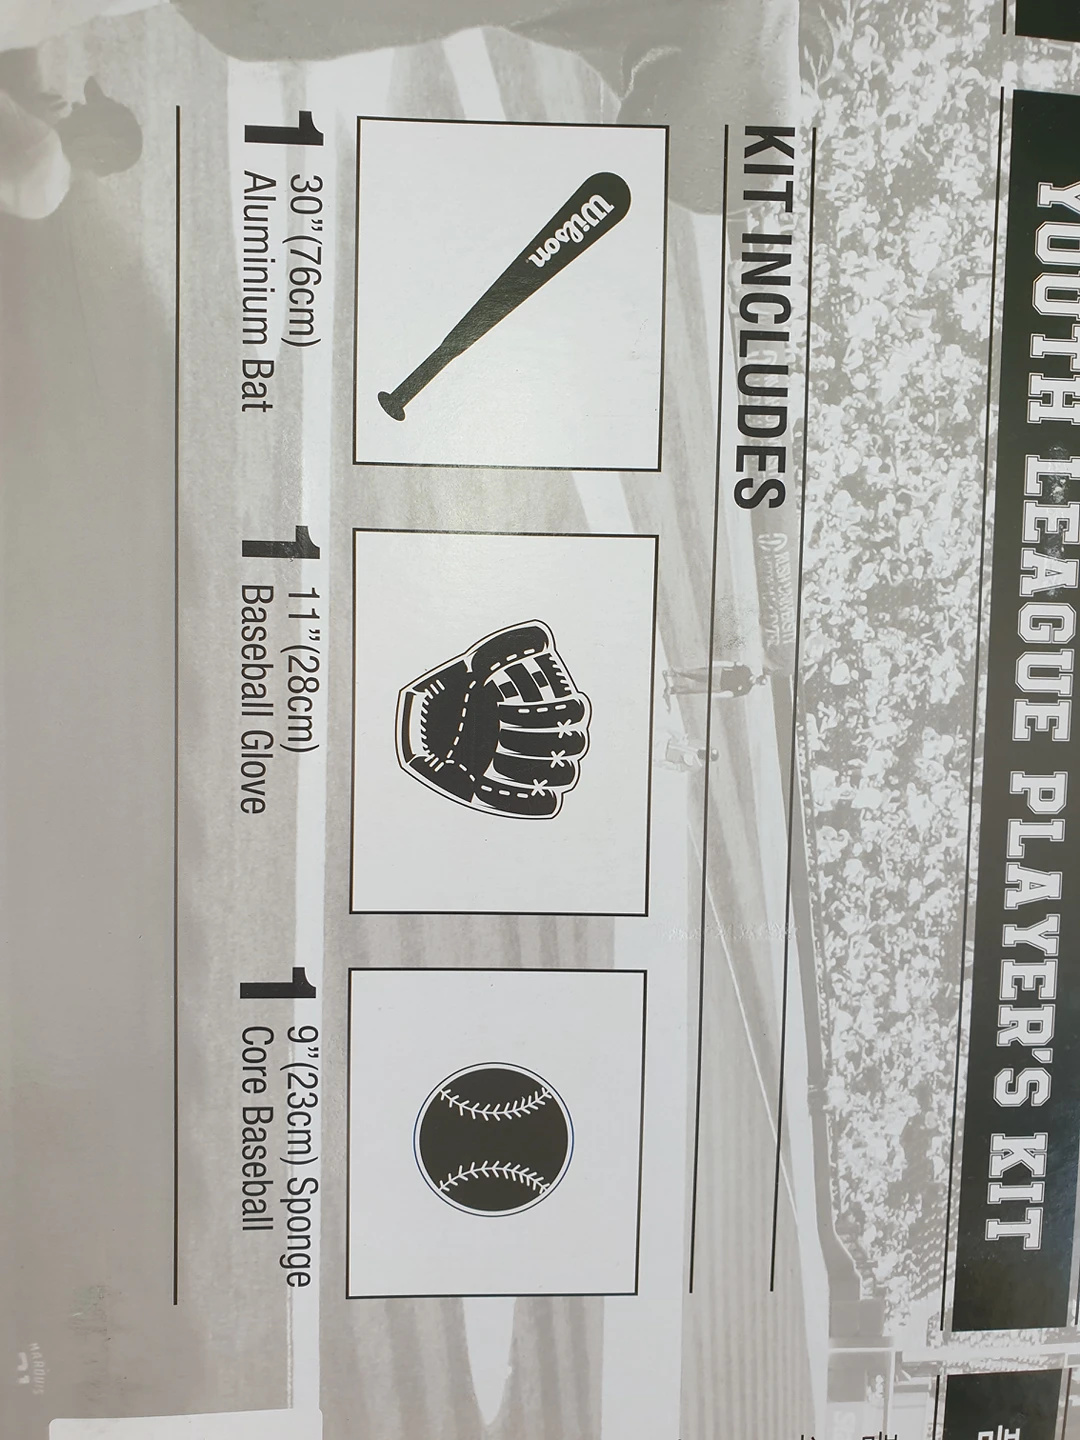 YOUTH LEAGUE PLAYER'S KIT
KIT INCLUDES
Wilson
1 30”(76cm)
Aluminium Bat
1 11”(28cm)
Baseball Glove
1 9”(23cm) Sponge
Core Baseball